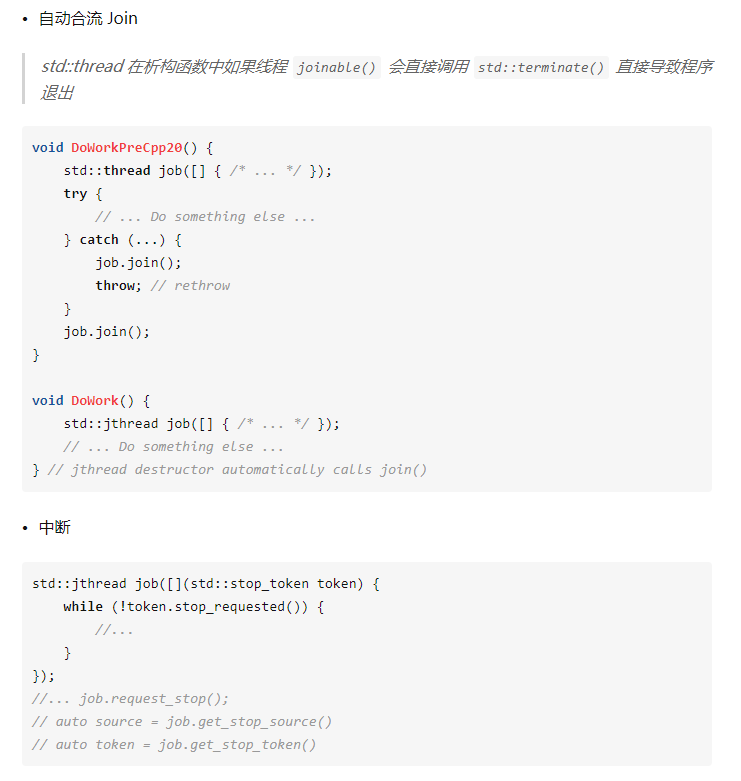 • 自动合流 Join
std::thread 在析构函数中如果线程 joinable() 会直接调用 std::terminate() 直接导致程序
退出
void DoWorkPreCpp20() {
    std::thread job([] { /* ... */ });
    try {
        // ... Do something else ...
    } catch (...) {
        job.join();
        throw; // rethrow
    }
    job.join();
}

void DoWork() {
    std::jthread job([] { /* ... */ });
    // ... Do something else ...
} // jthread destructor automatically calls join()
• 中断
std::jthread job([](std::stop_token token) {
    while (!token.stop_requested()) {
        //...
    }
});
//... job.request_stop();
// auto source = job.get_stop_source()
// auto token = job.get_stop_token()